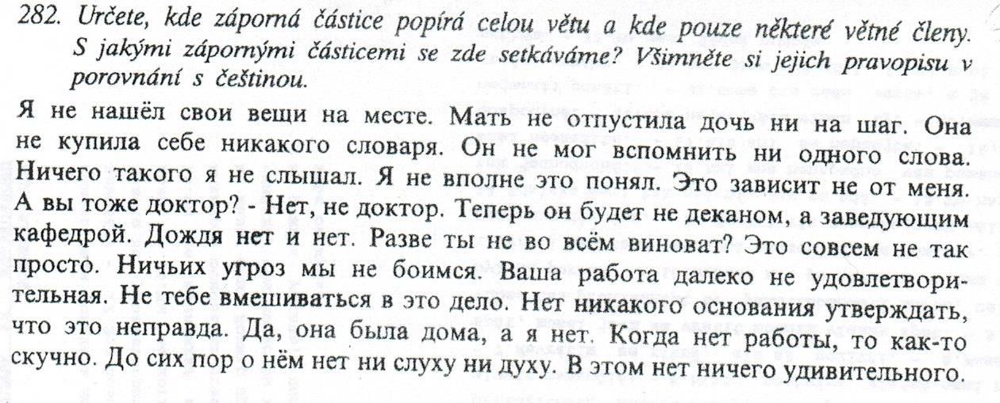 282. Určete, kde záporná částice popírá celou větu a kde pouze některé větné členy.
S jakými zápornými částicemi se zde setkáváme? Všimněte si jejich pravopisu v
porovnání s češtinou.
Я не нашёл свои вещи на месте. Мать не отпустила дочь ни на шаг. Она
не купила себе никакого словаря. Он не мог вспомнить ни одного слова.
Ничего такого я не слышал. Я не вполне это понял. Это зависит не от меня.
А вы тоже доктор? - Нет, не доктор. Теперь он будет не деканом, а заведующим
кафедрой. Дождя нет и нет. Разве ты не во всём виноват? Это совсем не так
просто. Ничьих угроз мы не боимся. Ваша работа далеко не удовлетвори-
тельная. Не тебе вмешиваться в это дело. Нет никакого основания утверждать,
что это неправда. Да, она была дома, а я нет. Когда нет работы, то как-то
скучно. До сих пор о нём нет ни слуху ни духу. В этом нет ничего удивительного.